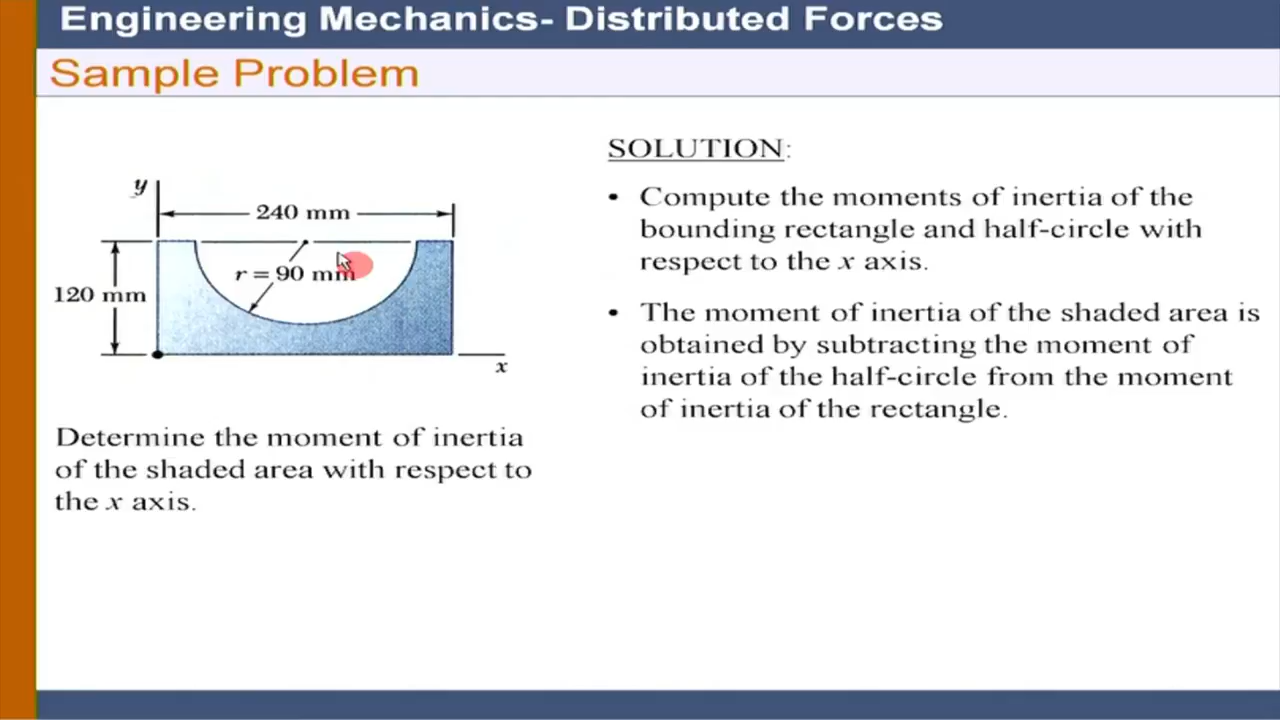 Engineering Mechanics- Distributed Forces
Sample Problem
y
240 mm
r = 90 mm
120 mm
x
Determine the moment of inertia
of the shaded area with respect to
the x axis.
SOLUTION:
• Compute the moments of inertia of the
bounding rectangle and half-circle with
respect to the x axis.
• The moment of inertia of the shaded area is
obtained by subtracting the moment of
inertia of the half-circle from the moment
of inertia of the rectangle.